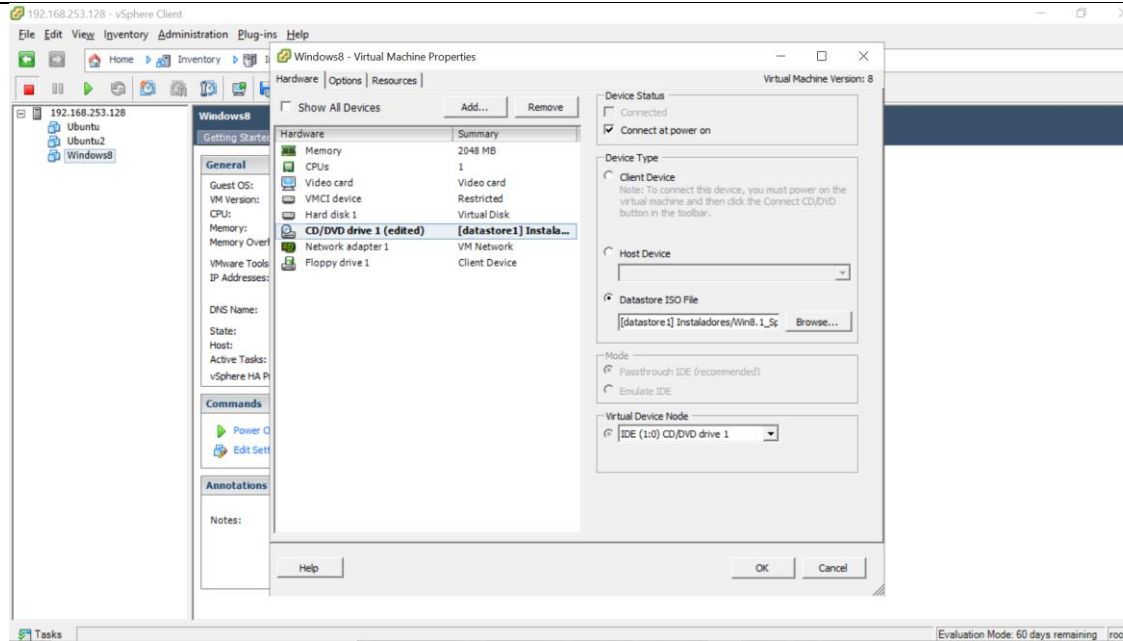 192.168.253.128 - vSphere Client
File Edit View Inventory Administration Plug-ins Help
Home Inventory
192.168.253.128
Ubuntu
Ubuntu2
Windows8
Windows8
Getting Started
General
Guest OS:
VM Version:
CPU:
Memory:
Memory
VMware Tools
IP Addresses:
DNS Name:
State:
Host:
Active Tasks:
vSphere HA
Commands
Power
Edit
Annotations
Notes:
Windows8 - Virtual Machine Properties
Hardware Options Resources
Virtual Machine Version: 8
Show All Devices Add... Remove
Hardware Summary
Memory 2048 MB
CPUs 1
Video card Video card
VMCI device Restricted
Hard disk 1 Virtual Disk
CD/DVD drive 1 (edited) [datastore1] Instala...
Network adapter 1 VM Network
Floppy drive 1 Client Device
Device Status
Connected
Connect at power on
Device Type
Client Device
Note: To connect this device, you must power on the
virtual machine and then click the Connect CD/DVD
button in the toolbar.
Host Device
Datastore ISO File
[datastore1] Instaladores/Win8.1_Sp Browse...
Mode
Passthrough IDE (recommended)
Emulate IDE
Virtual Device Node
IDE (1:0) CD/DVD drive 1
Help OK Cancel
Tasks
Evaluation Mode: 60 days remaining